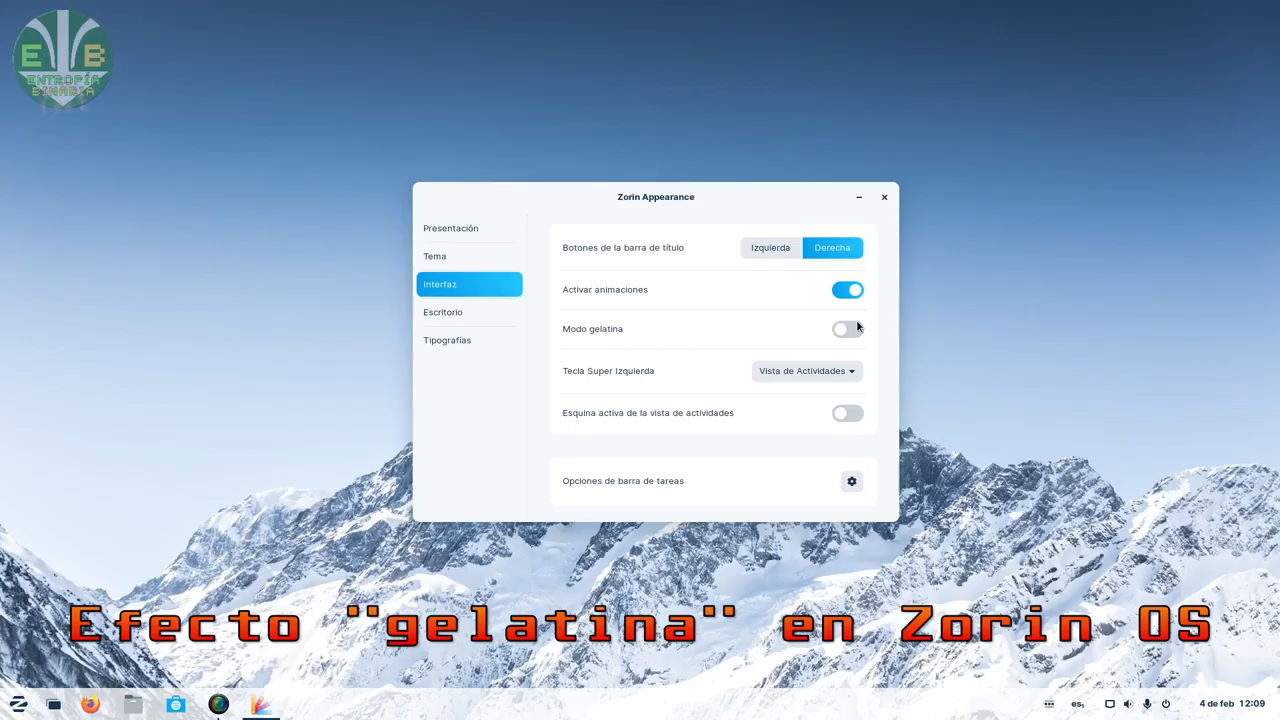 E B
ENTROPÍA
BINARIA
Zorin Appearance
Presentación
Tema
Interfaz
Escritorio
Tipografías
Botones de la barra de título
Izquierda
Derecha
Activar animaciones
Modo gelatina
Tecla Super Izquierda
Vista de Actividades
Esquina activa de la vista de actividades
Opciones de barra de tareas
Efecto "gelatina" en Zorin OS
es₁
4 de feb 12:09